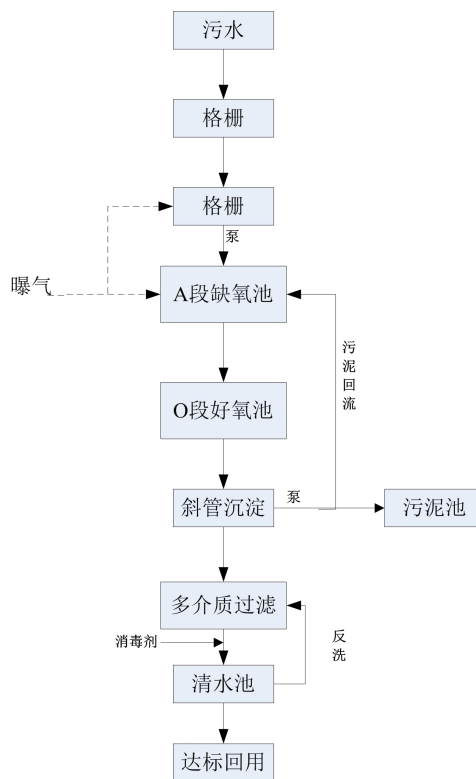 污水
格栅
格栅
泵
曝气
A段缺氧池
污泥回流
O段好氧池
斜管沉淀
泵
污泥池
多介质过滤
消毒剂
反洗
清水池
达标回用